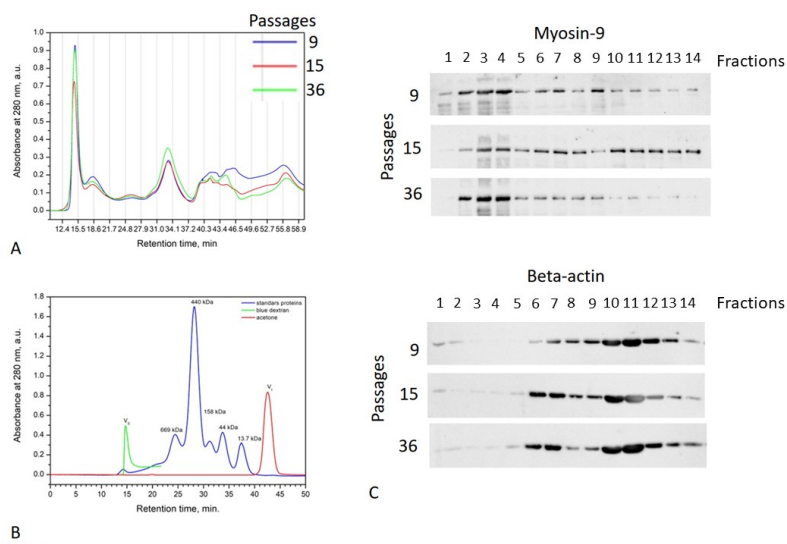 Passages
9
15
36
1.0
0.9
0.8
0.7
0.6
0.5
0.4
0.3
0.2
0.1
0.0
Absorbance at 280 nm, a.u.
12.4 15.5 18.6 21.7 24.8 27.9 31.0 34.1 37.2 40.3 43.4 46.5 49.6 52.7 55.8 58.9
Retention time, min
A
Myosin-9
1 2 3 4 5 6 7 8 9 10 11 12 13 14 Fractions
Passages
9
15
36
1.8
1.6
1.4
1.2
1.0
0.8
0.6
0.4
0.2
0.0
Absorbance at 280 nm, a.u.
440 kDa
standars proteins
blue dextran
acetone
V
669 kDa
158 kDa
44 kDa
13.7 kDa
V
0 5 10 15 20 25 30 35 40 45 50
Retention time, min.
B
Beta-actin
1 2 3 4 5 6 7 8 9 10 11 12 13 14 Fractions
Passages
9
15
36
C